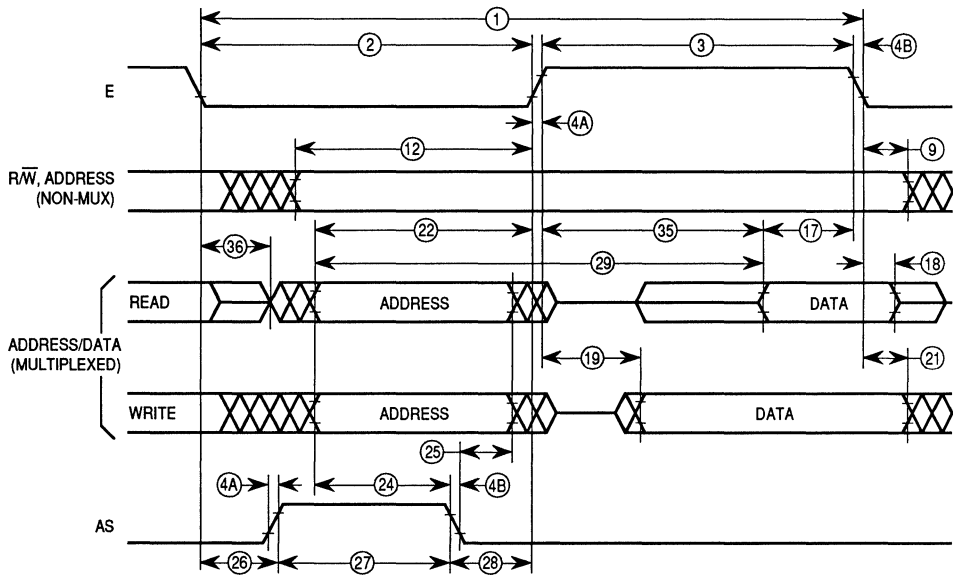 1
2 3 4B
E
4A
12 9
R/W̅, ADDRESS
(NON-MUX)
22 35 17
36 29 18
READ ADDRESS DATA
ADDRESS/DATA
(MULTIPLEXED)
19 21
WRITE ADDRESS DATA
25
4A 24 4B
AS
26 27 28